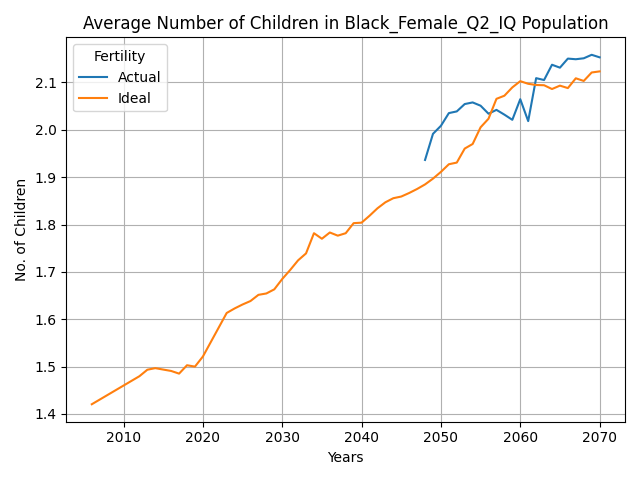 Average Number of Children in Black_Female_Q2_IQ Population
Fertility
Actual
Ideal
No. of Children
2.1
2.0
1.9
1.8
1.7
1.6
1.5
1.4
2010 2020 2030 2040 2050 2060 2070
Years